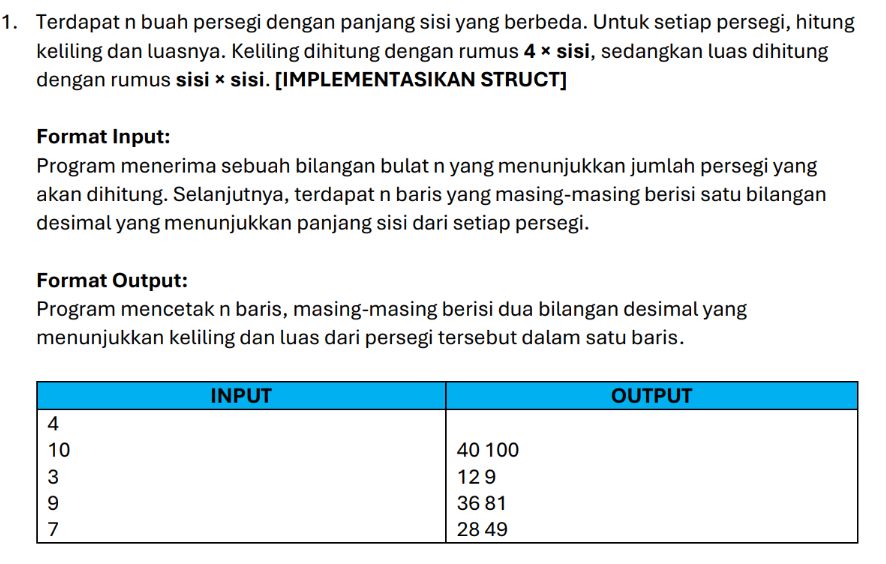 1. Terdapat n buah persegi dengan panjang sisi yang berbeda. Untuk setiap persegi, hitung
keliling dan luasnya. Keliling dihitung dengan rumus 4 × sisi, sedangkan luas dihitung
dengan rumus sisi × sisi. [IMPLEMENTASIKAN STRUCT]
Format Input:
Program menerima sebuah bilangan bulat n yang menunjukkan jumlah persegi yang
akan dihitung. Selanjutnya, terdapat n baris yang masing-masing berisi satu bilangan
desimal yang menunjukkan panjang sisi dari setiap persegi.
Format Output:
Program mencetak n baris, masing-masing berisi dua bilangan desimal yang
menunjukkan keliling dan luas dari persegi tersebut dalam satu baris.
INPUT OUTPUT
4
10 40 100
3 12 9
9 36 81
7 28 49